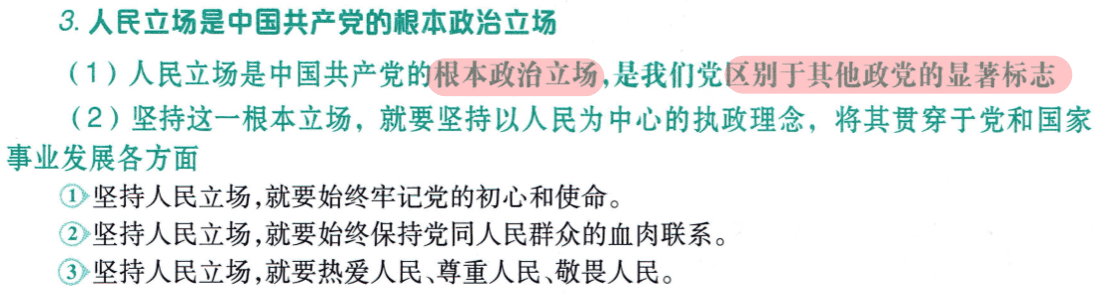 3. 人民立场是中国共产党的根本政治立场
（1）人民立场是中国共产党的根本政治立场,是我们党区别于其他政党的显著标志
（2）坚持这一根本立场，就要坚持以人民为中心的执政理念，将其贯穿于党和国家
事业发展各方面
①坚持人民立场,就要始终牢记党的初心和使命。
②坚持人民立场,就要始终保持党同人民群众的血肉联系。
③坚持人民立场,就要热爱人民、尊重人民、敬畏人民。